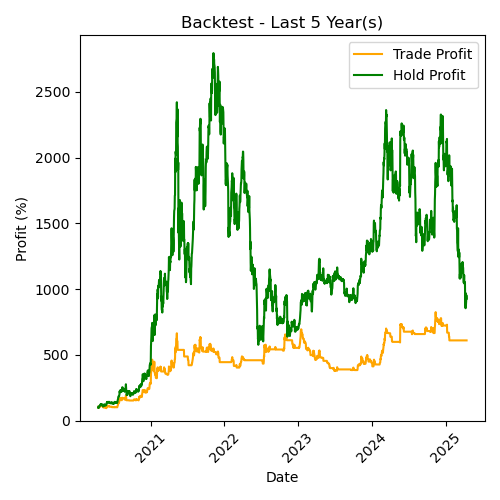 Backtest - Last 5 Year(s)
Trade Profit
Hold Profit
Profit (%)
2500
2000
1500
1000
500
0
2021
2022
2023
2024
2025
Date